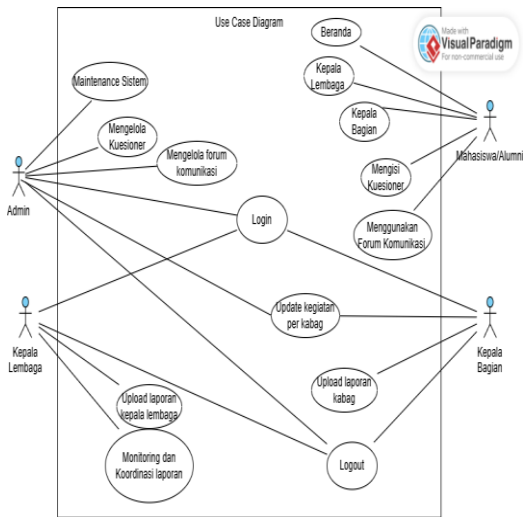 Use Case Diagram
Made with
Visual Paradigm
For non-commercial use
Beranda
Kepala
Lembaga
Kepala
Bagian
Mahasiswa/Alumni
Maintenance Sistem
Mengelola
Kuesioner
Mengelola forum
komunikasi
Mengisi
Kuesioner
Admin
Login
Menggunakan
Forum Komunikasi
Update kegiatan
per kabag
Kepala
Lembaga
Kepala
Bagian
Upload laporan
kepala lembaga
Upload laporan
kabag
Monitoring dan
Koordinasi laporan
Logout